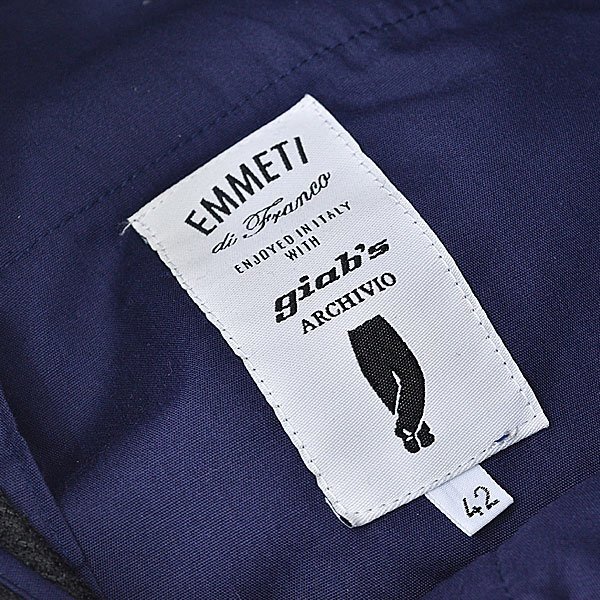 EMMETI
di Franco
ENJOYED IN ITALY
WITH
giab's
ARCHIVIO
42